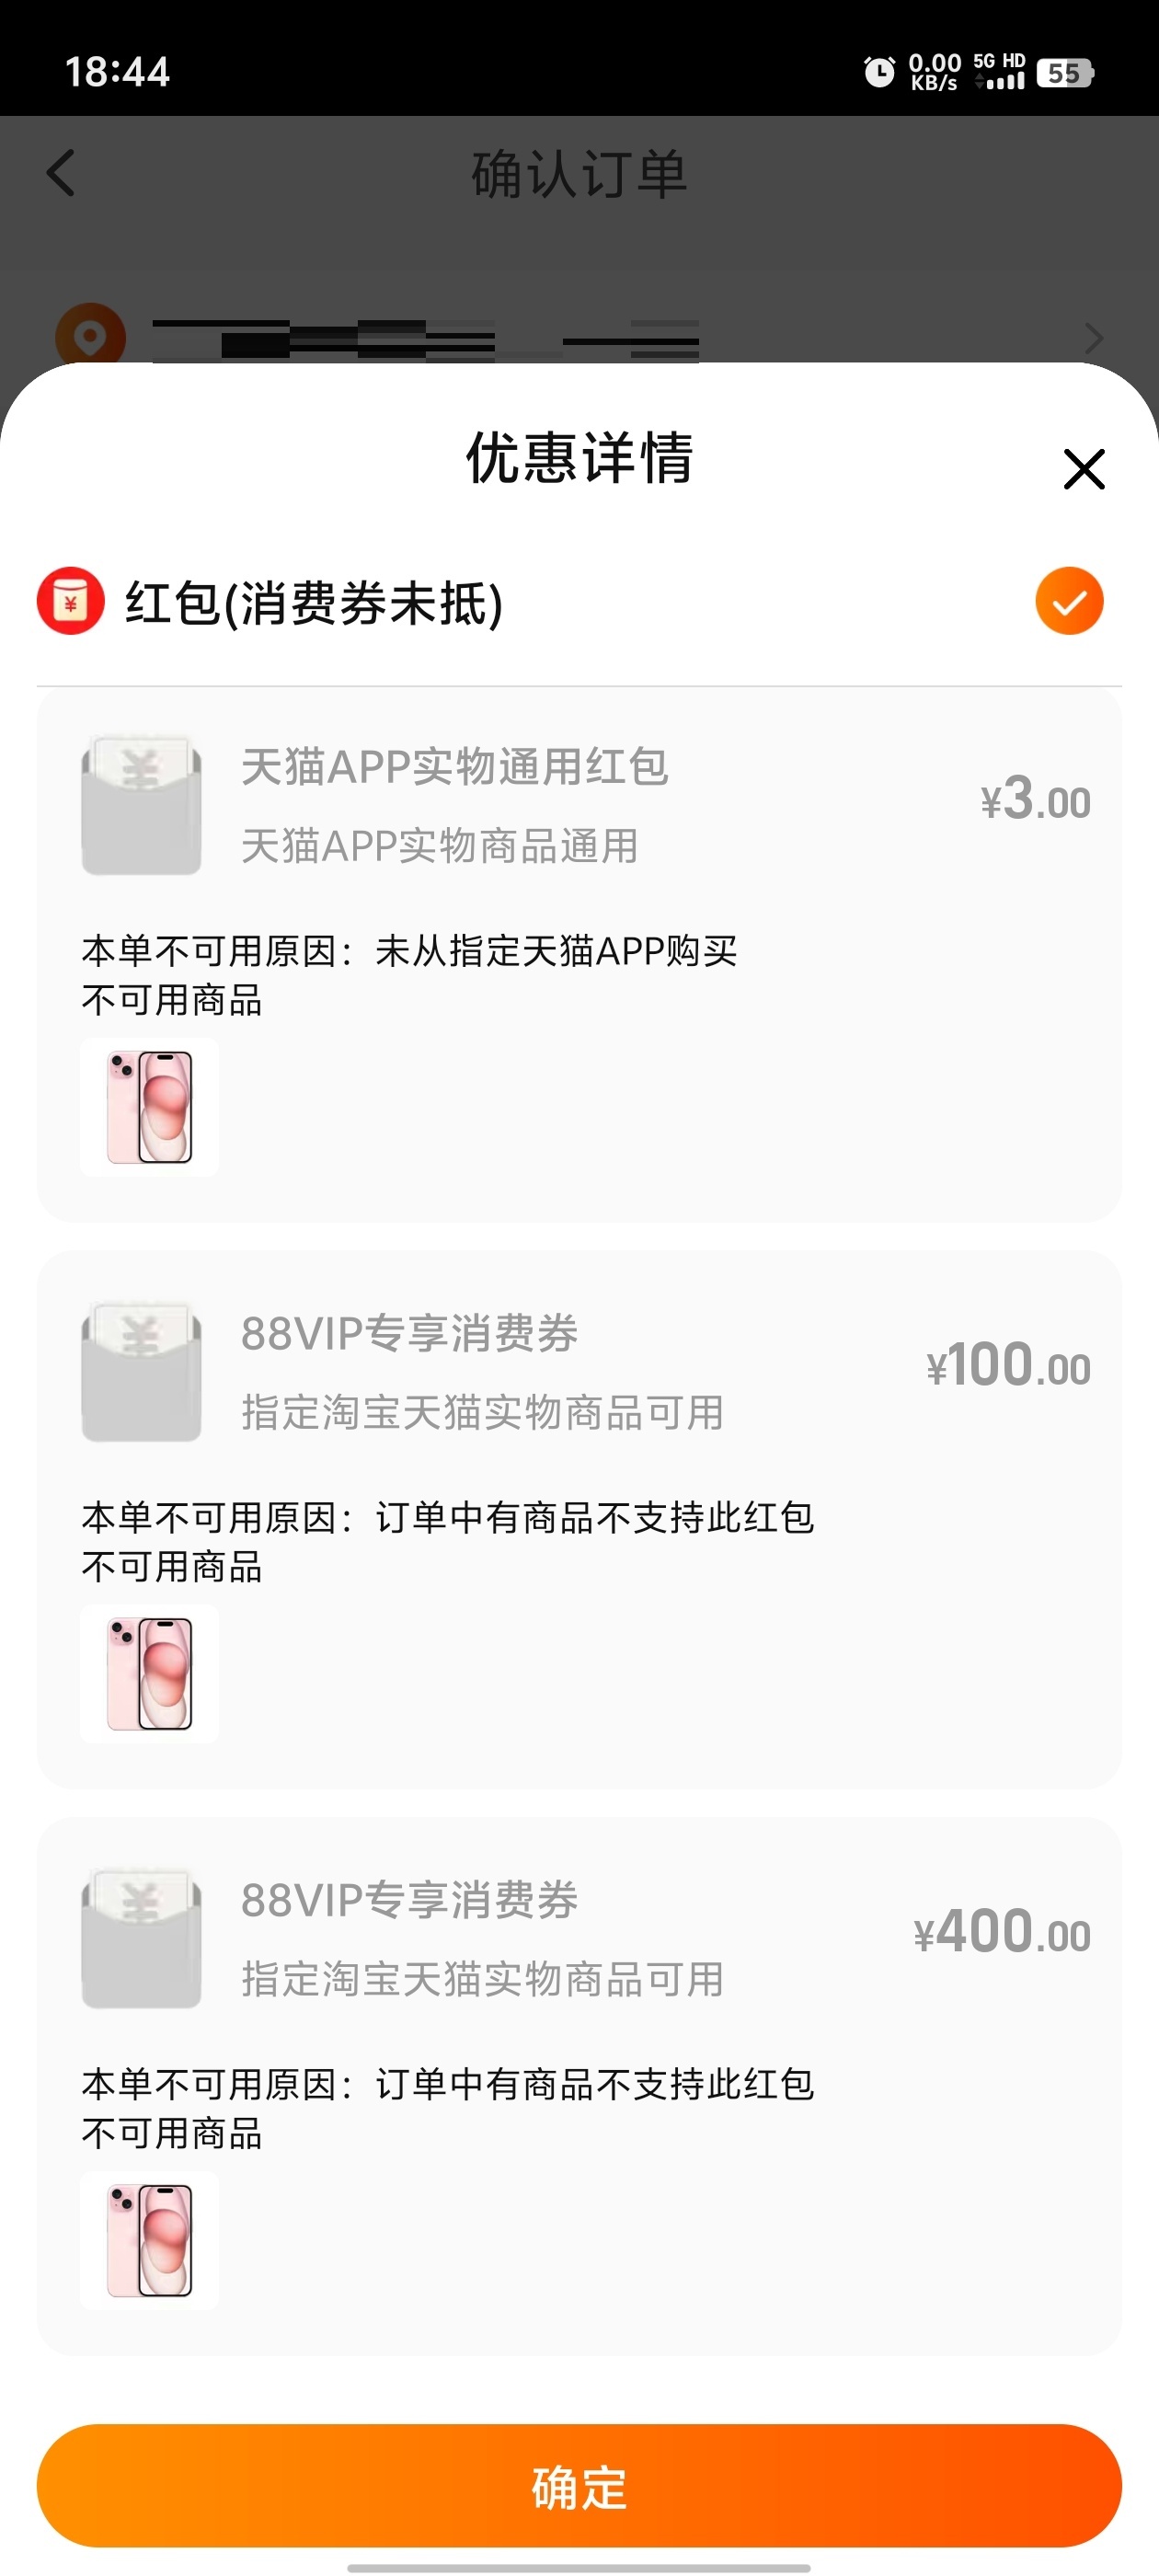 18:44
0.00
KB/s
5G HD
55
确认订单
优惠详情
红包(消费券未抵)
天猫APP实物通用红包
¥3.00
天猫APP实物商品通用
本单不可用原因：未从指定天猫APP购买
不可用商品
88VIP专享消费券
¥100.00
指定淘宝天猫实物商品可用
本单不可用原因：订单中有商品不支持此红包
不可用商品
88VIP专享消费券
¥400.00
指定淘宝天猫实物商品可用
本单不可用原因：订单中有商品不支持此红包
不可用商品
确定